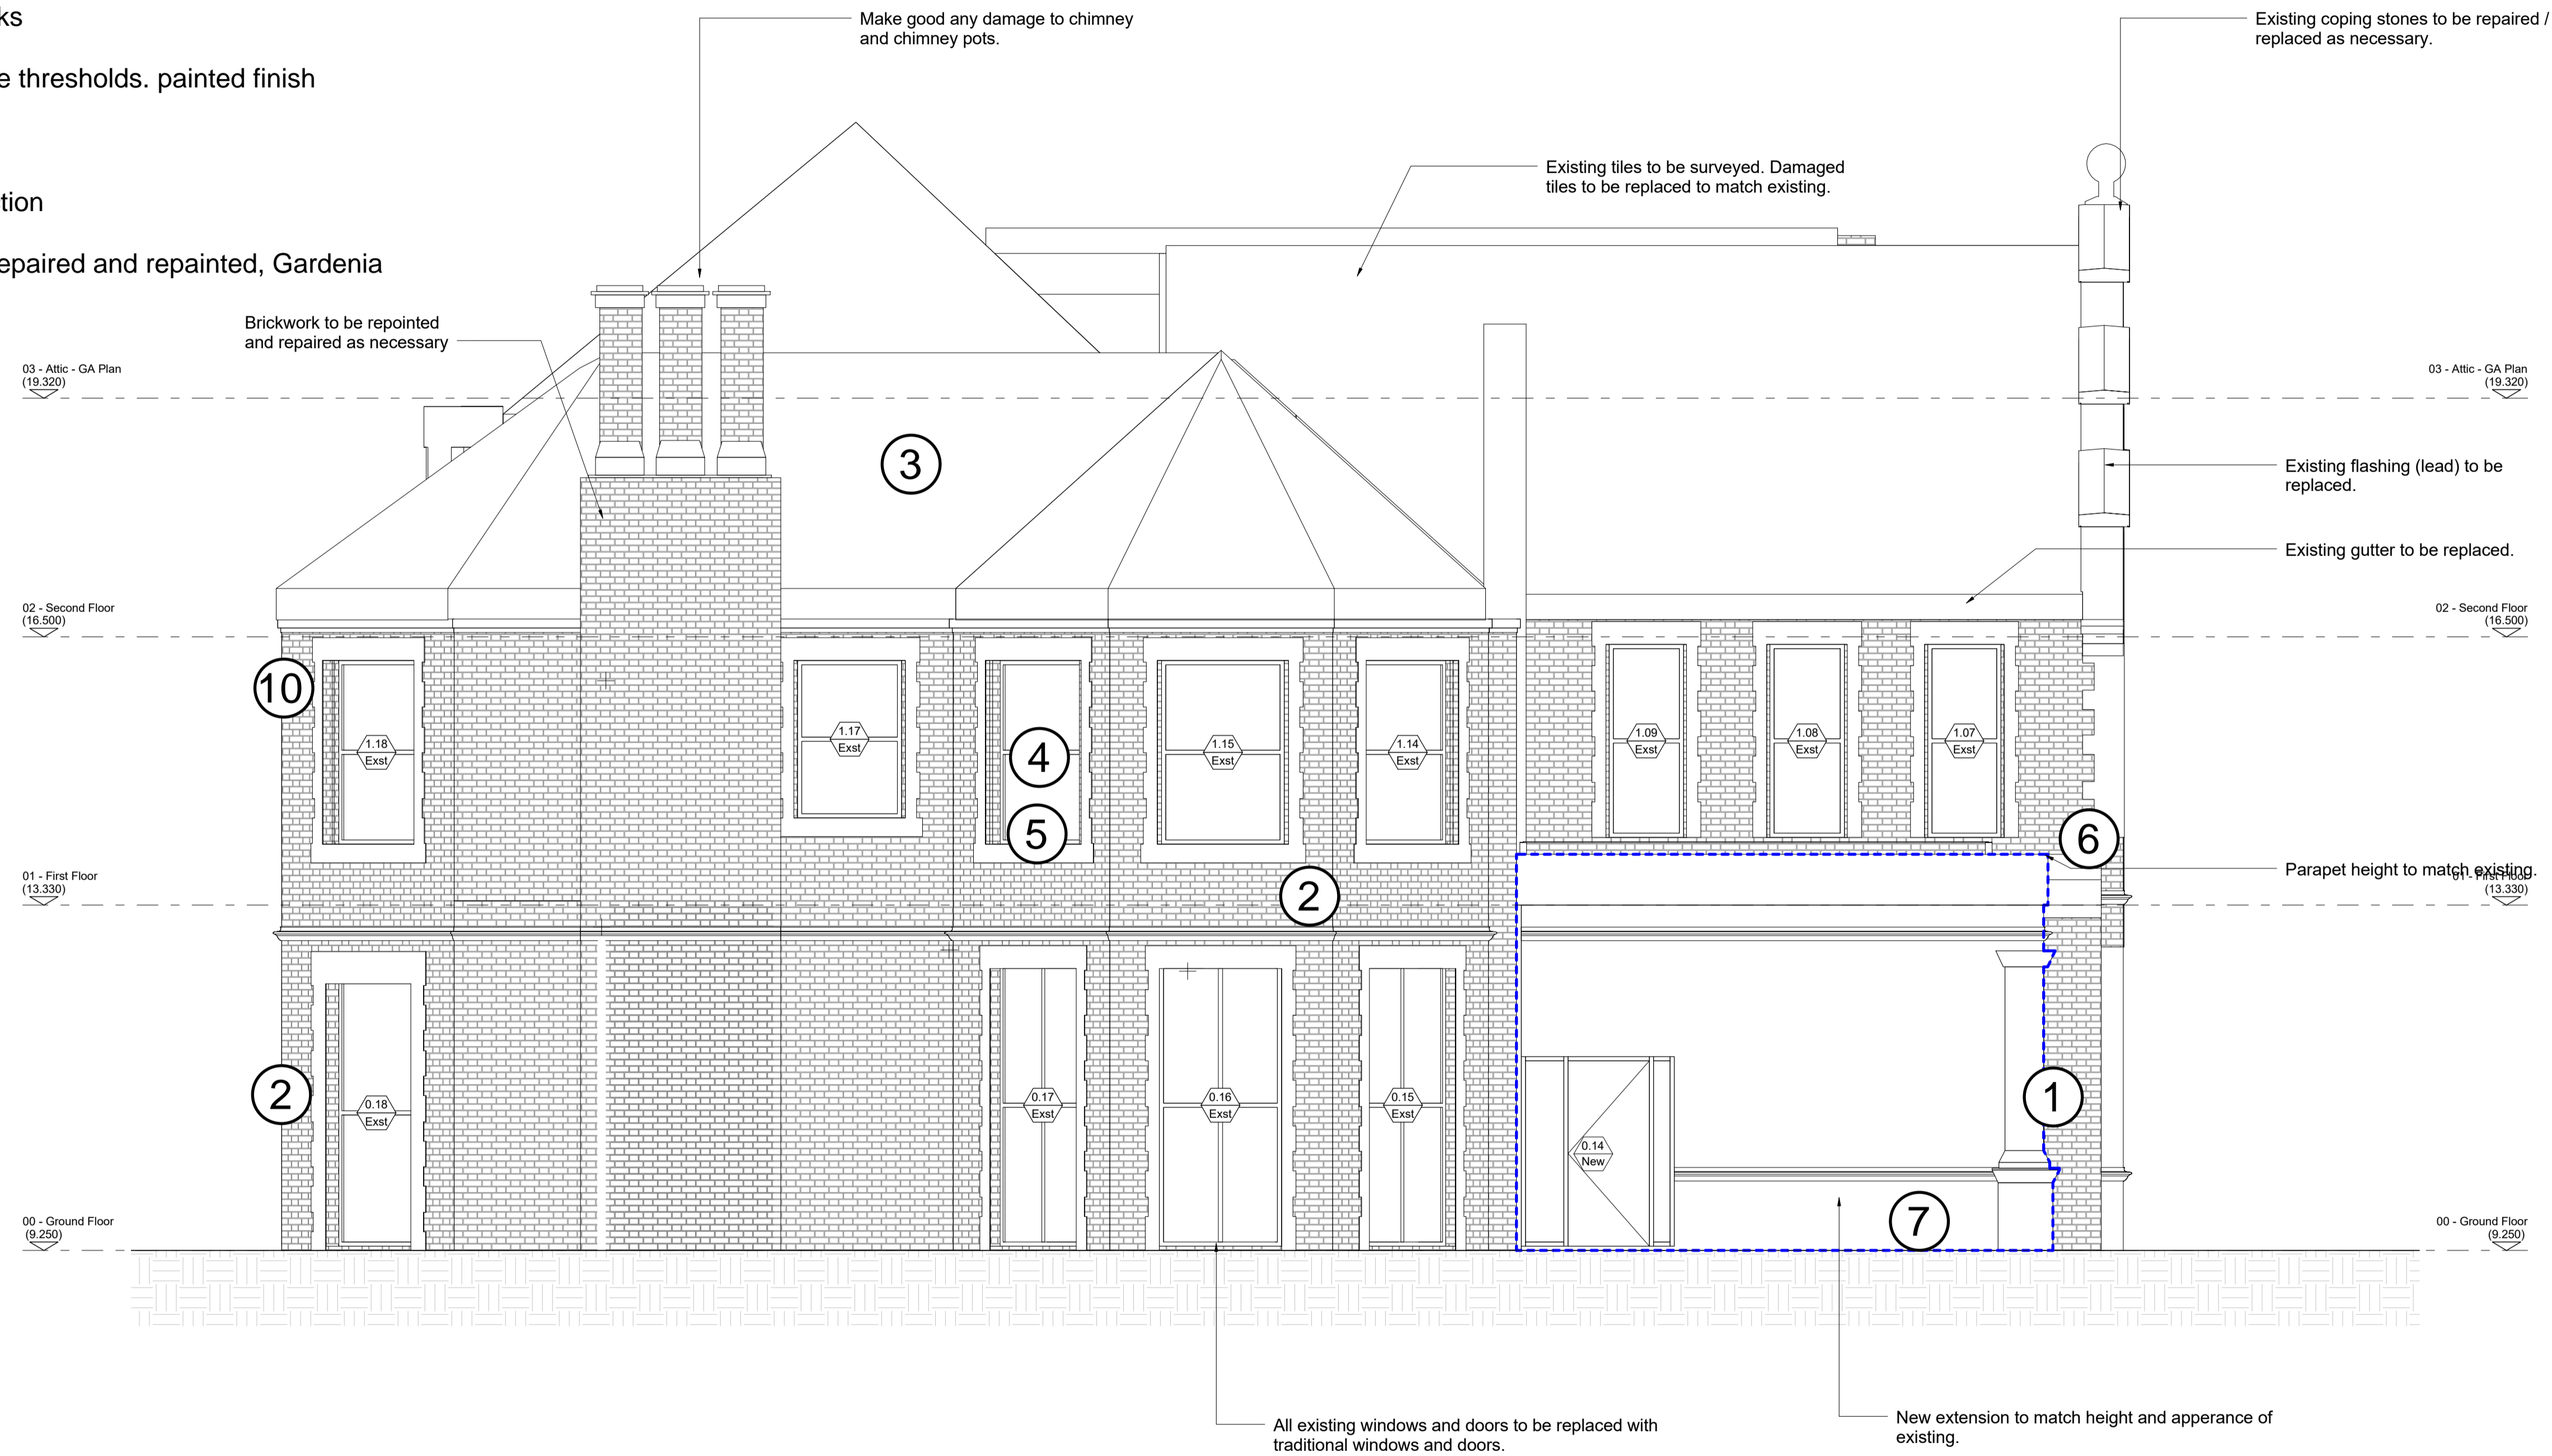 ks
e thresholds. painted finish
tion
epaired and repainted, Gardenia
Make good any damage to chimney
and chimney pots.
Existing coping stones to be repaired /
replaced as necessary.
Existing tiles to be surveyed. Damaged
tiles to be replaced to match existing.
Brickwork to be repointed
and repaired as necessary
03 - Attic - GA Plan
(19.320)
03 - Attic - GA Plan
(19.320)
3
Existing flashing (lead) to be
replaced.
Existing gutter to be replaced.
02 - Second Floor
(16.500)
02 - Second Floor
(16.500)
10
1.18
Exst
1.17
Exst
4
5
1.15
Exst
1.14
Exst
1.09
Exst
1.08
Exst
1.07
Exst
6
Parapet height to match existing.
01 - First Floor
(13.330)
01 - First Floor
(13.330)
2
2
0.18
Exst
0.17
Exst
0.16
Exst
0.15
Exst
1
0.14
New
7
00 - Ground Floor
(9.250)
00 - Ground Floor
(9.250)
All existing windows and doors to be replaced with
traditional windows and doors.
New extension to match height and apperance of
existing.